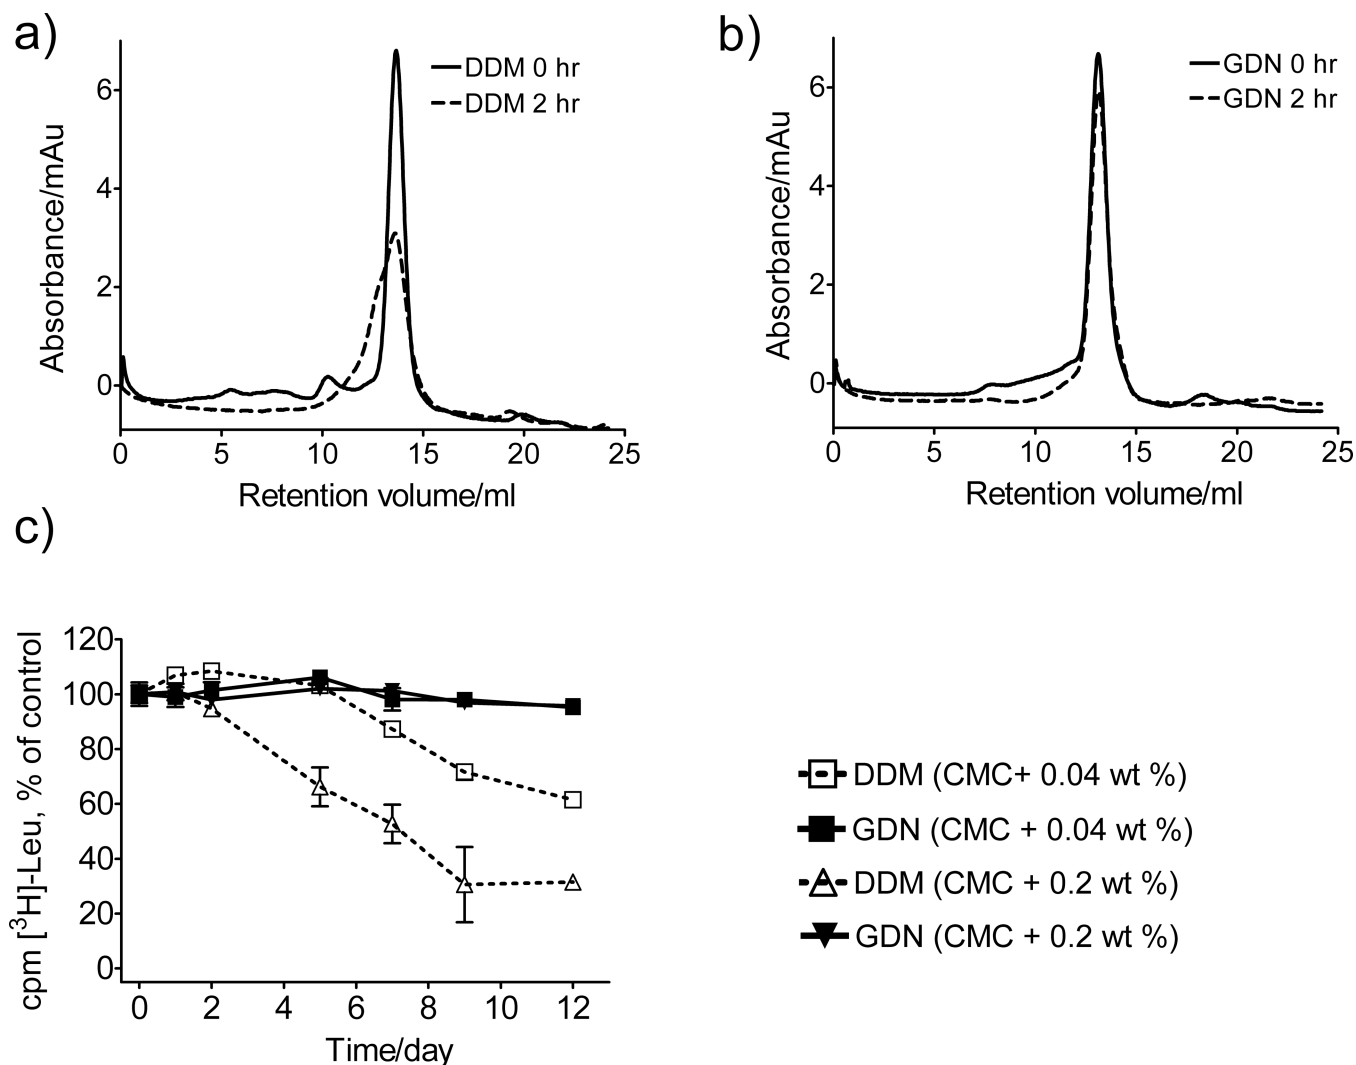 a)
DDM 0 hr
DDM 2 hr
Absorbance/mAu
6
4
2
0
0 5 10 15 20 25
Retention volume/ml
b)
GDN 0 hr
GDN 2 hr
Absorbance/mAu
6
4
2
0
0 5 10 15 20 25
Retention volume/ml
c)
cpm [³H]-Leu, % of control
120
100
80
60
40
20
0
0 2 4 6 8 10 12
Time/day
DDM (CMC+ 0.04 wt %)
GDN (CMC + 0.04 wt %)
DDM (CMC + 0.2 wt %)
GDN (CMC + 0.2 wt %)